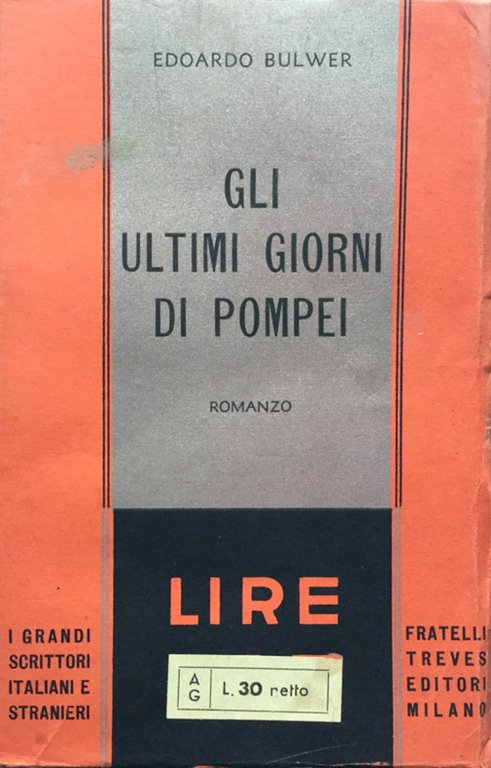 EDOARDO BULWER
GLI
ULTIMI GIORNI
DI POMPEI
ROMANZO
LIRE
A G L. 30 netto
I GRANDI
SCRITTORI
ITALIANI E
STRANIERI
FRATELLI
TREVES
EDITORI
MILANO